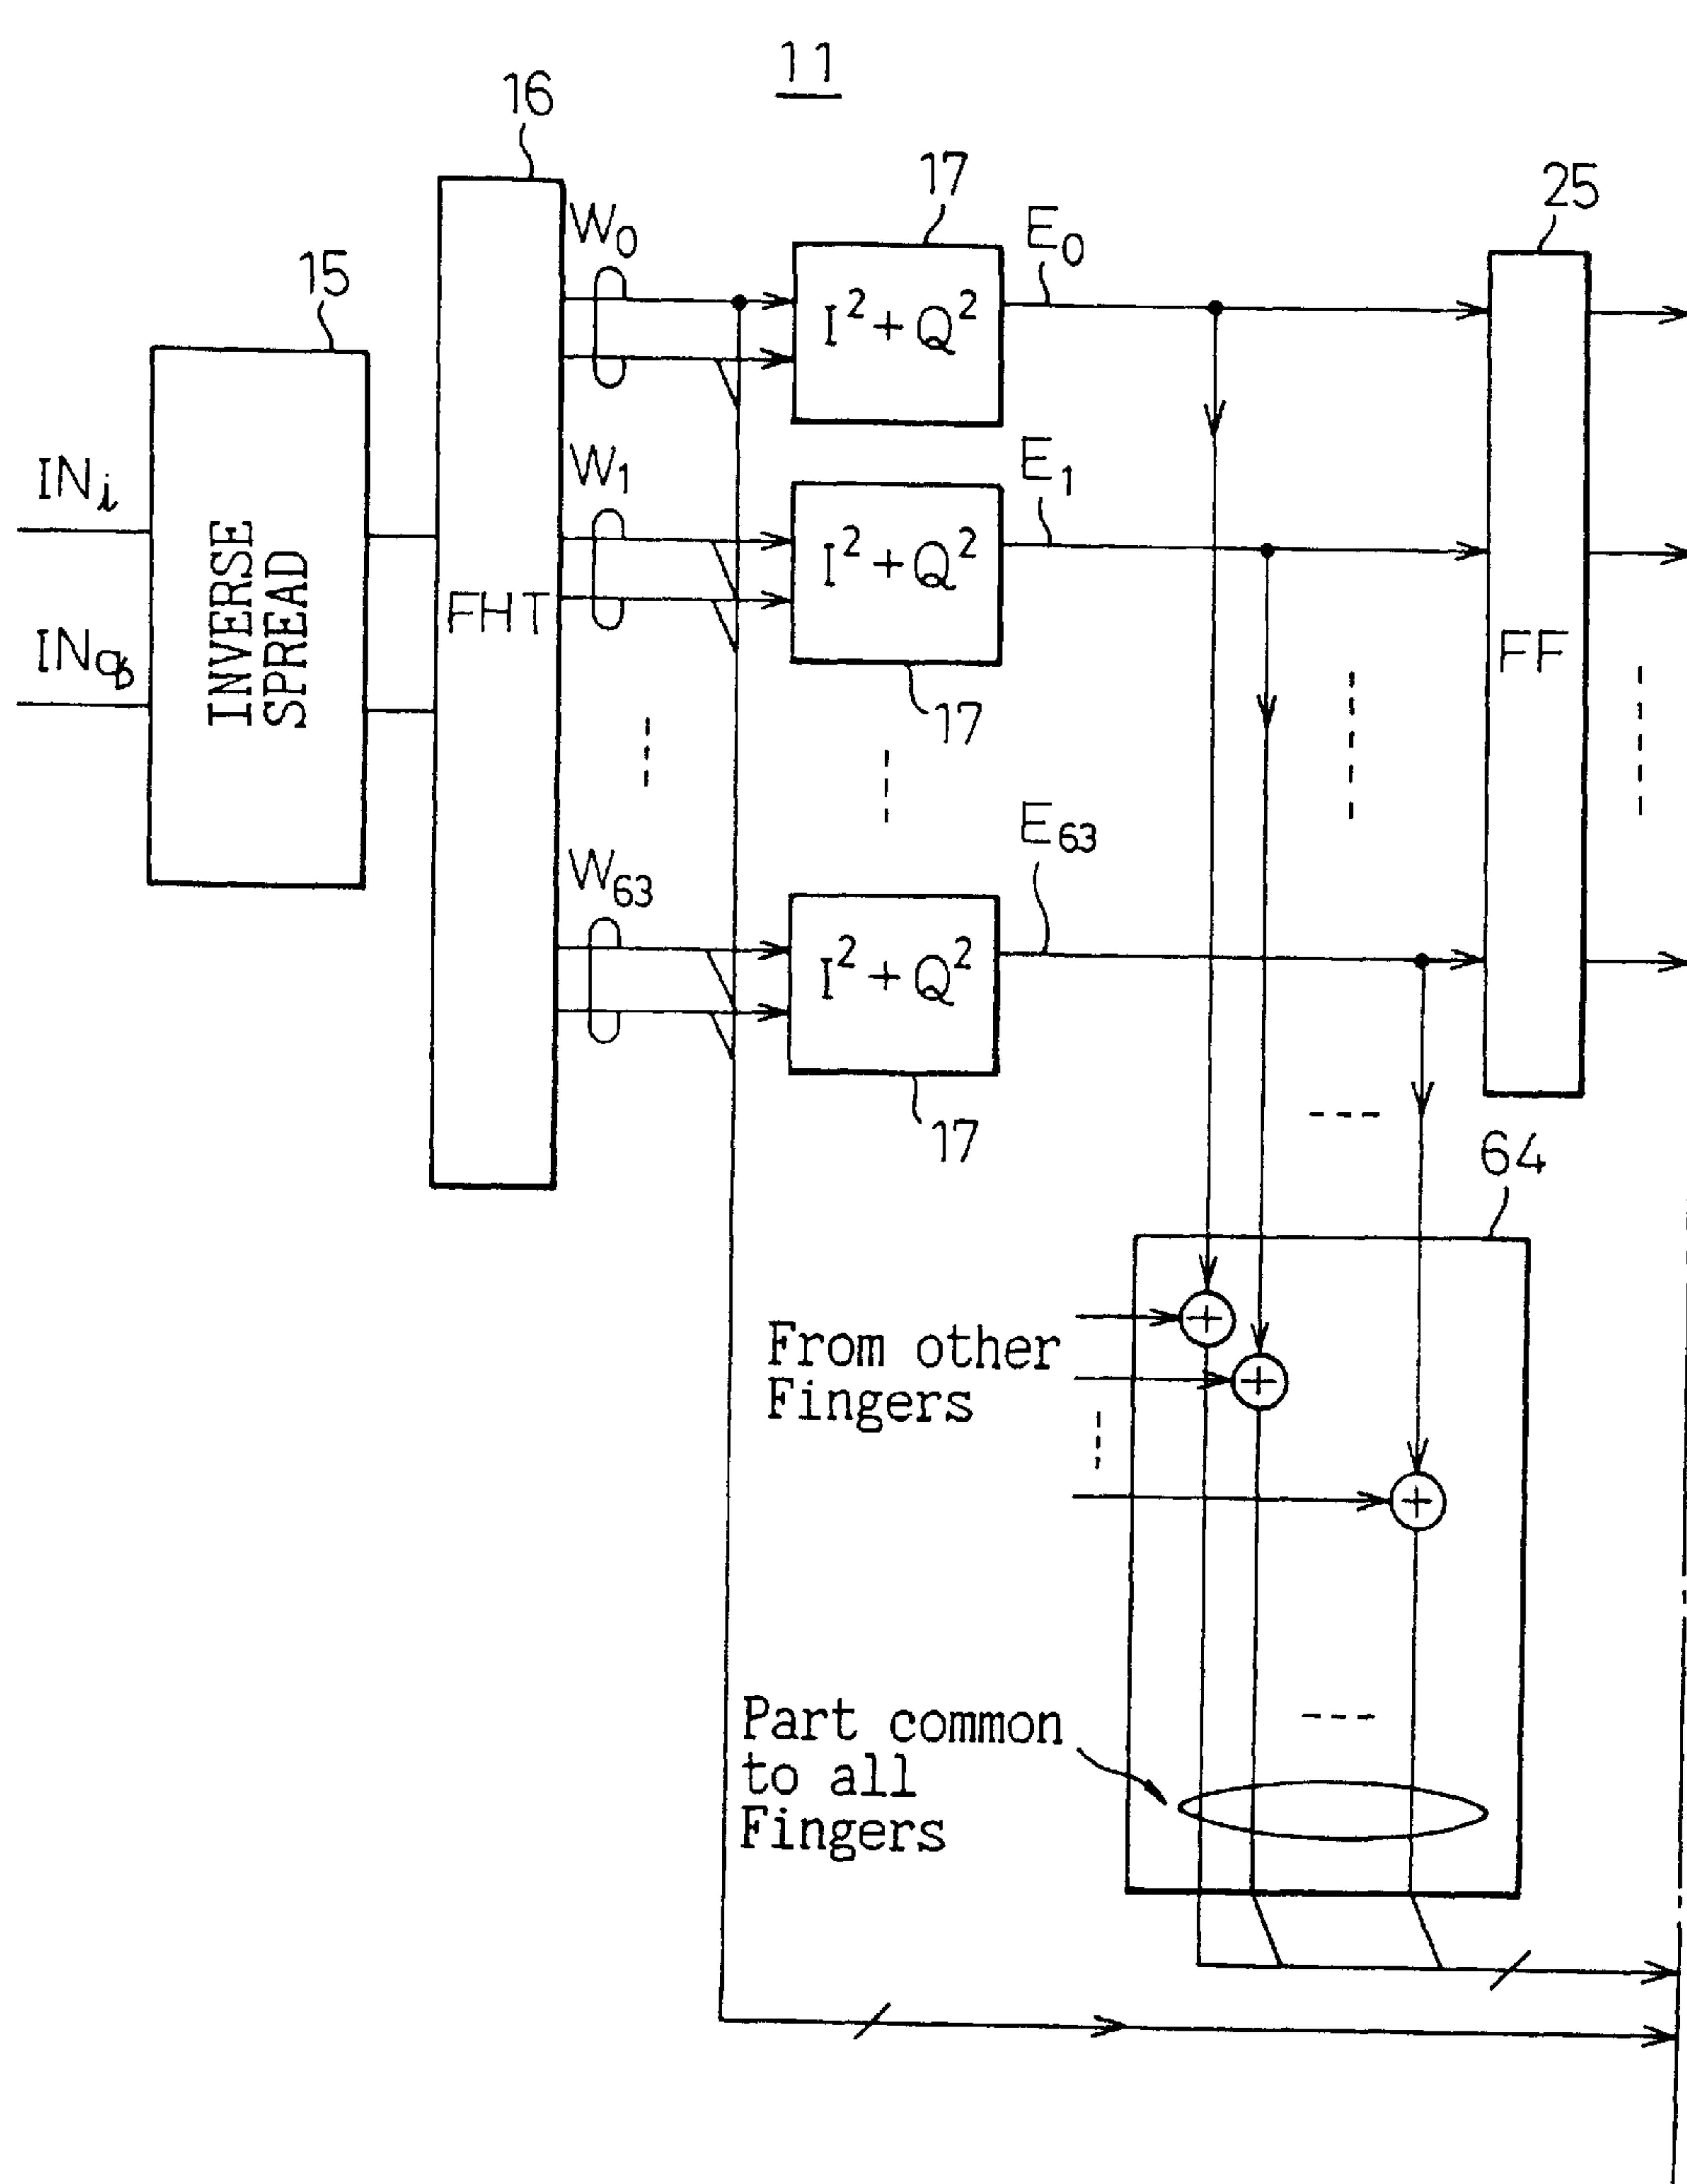 11
16
17
25
W0
E0
15
I² + Q²
INi
W1
E1
I² + Q²
INVERSE
SPREAD
FHT
INq
FF
17
W63
E63
I² + Q²
17
64
+
From other
Fingers
+
+
Part common
to all
Fingers